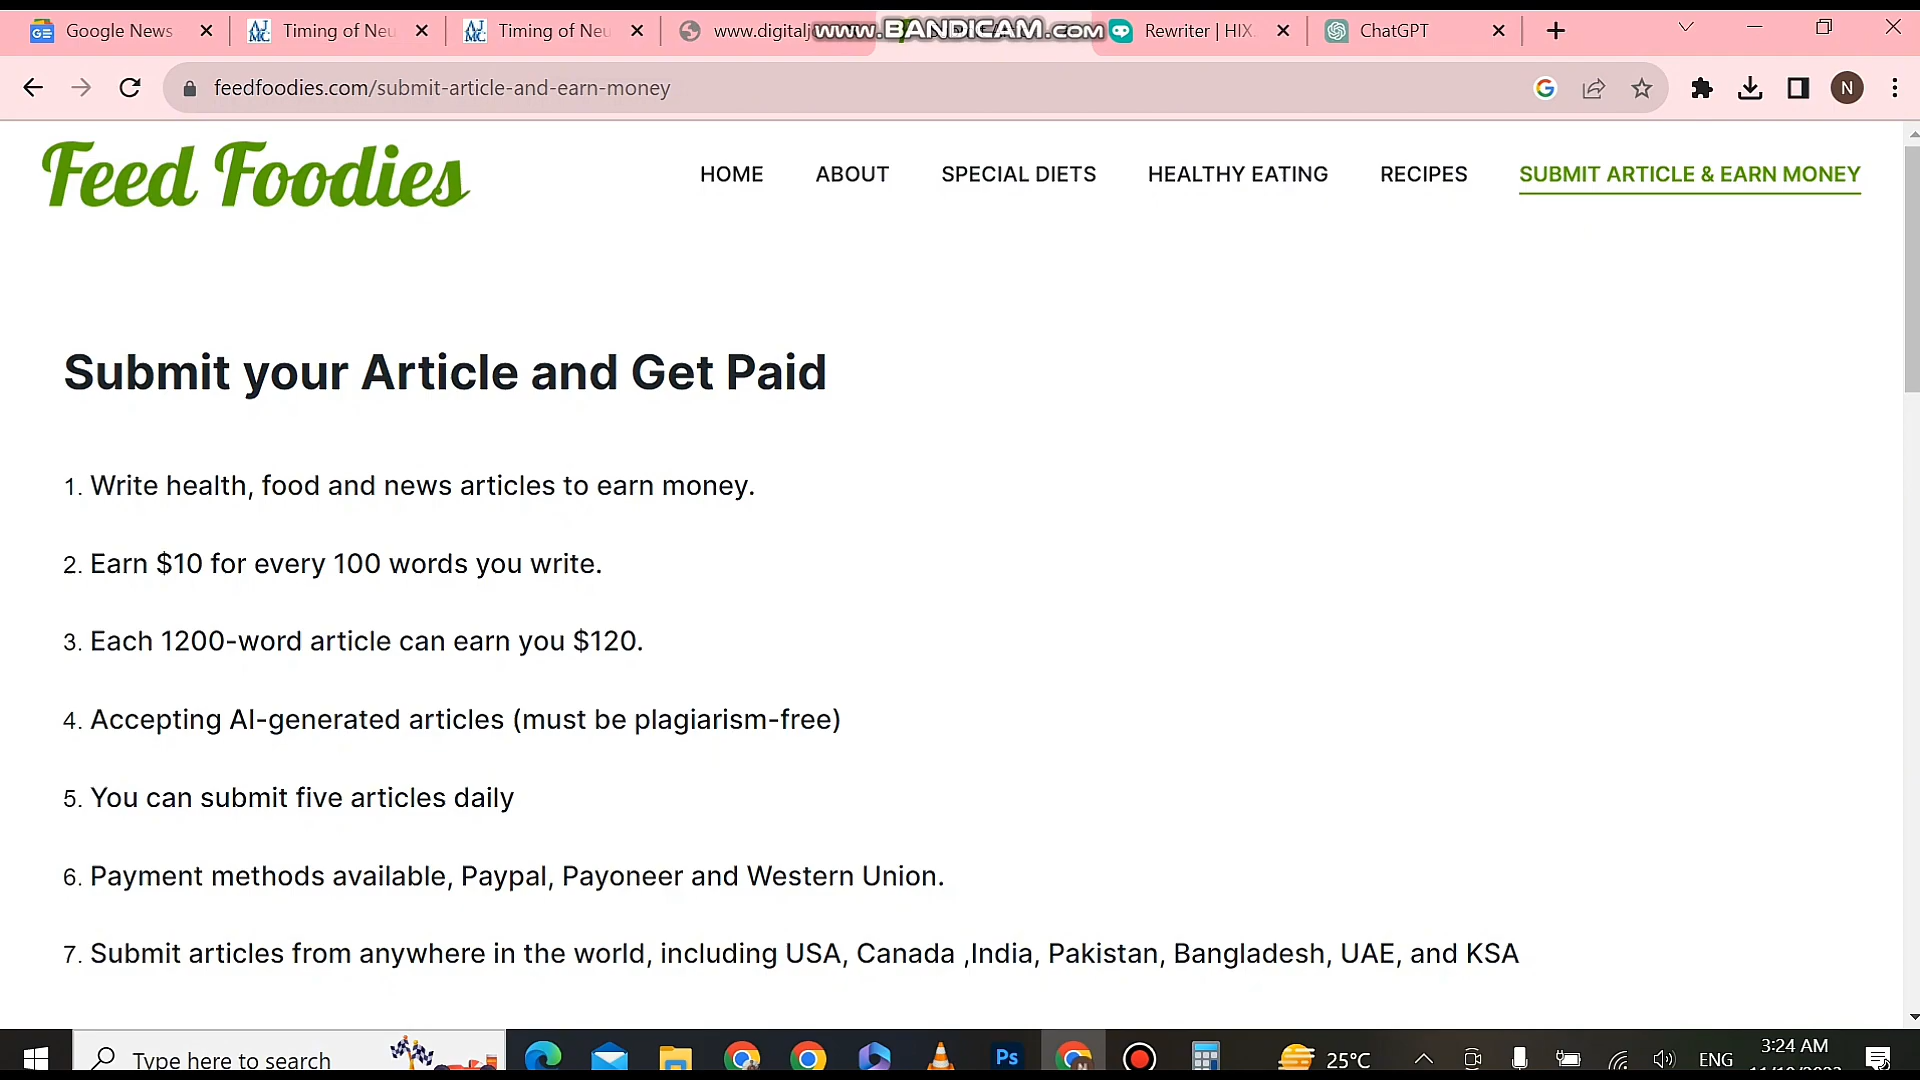 Google News
Timing of Neu
Timing of Neu
www.digitalj
www.BANDICAM.com
Rewriter | HIX.
ChatGPT
feedfoodies.com/submit-article-and-earn-money
N
Feed Foodies
HOME
ABOUT
SPECIAL DIETS
HEALTHY EATING
RECIPES
SUBMIT ARTICLE & EARN MONEY
Submit your Article and Get Paid
1. Write health, food and news articles to earn money.
2. Earn $10 for every 100 words you write.
3. Each 1200-word article can earn you $120.
4. Accepting AI-generated articles (must be plagiarism-free)
5. You can submit five articles daily
6. Payment methods available, Paypal, Payoneer and Western Union.
7. Submit articles from anywhere in the world, including USA, Canada ,India, Pakistan, Bangladesh, UAE, and KSA
Type here to search
Ps
25°C
ENG
3:24 AM